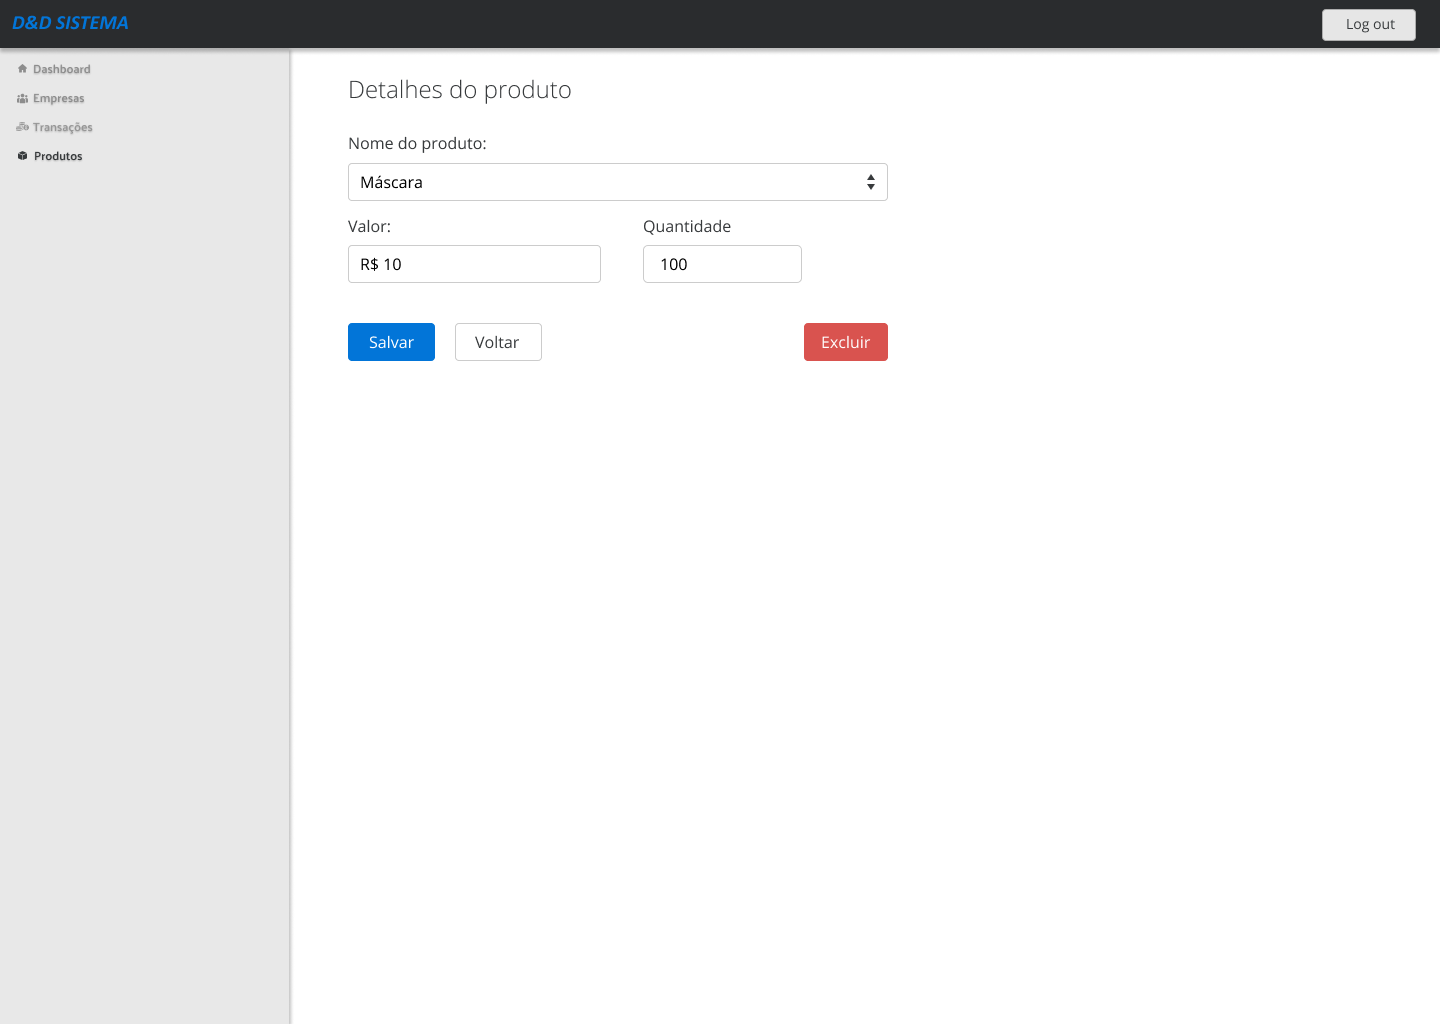 D&D SISTEMA
Log out
Dashboard
Empresas
Transações
Produtos
Detalhes do produto
Nome do produto:
Máscara
Valor: Quantidade
R$ 10 100
Salvar Voltar Excluir